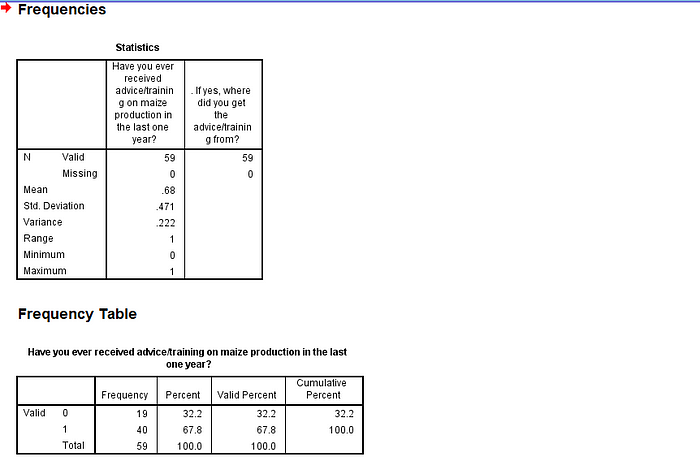 Frequencies
Statistics
Have you ever
received
advice/trainin
g on maize
production in
the last one
year?
. If yes, where
did you get
the
advice/trainin
g from?
N Valid 59 59
Missing 0 0
Mean .68
Std. Deviation .471
Variance .222
Range 1
Minimum 0
Maximum 1
Frequency Table
Have you ever received advice/training on maize production in the last
one year?
Frequency Percent Valid Percent Cumulative
Percent
Valid 0 19 32.2 32.2 32.2
1 40 67.8 67.8 100.0
Total 59 100.0 100.0